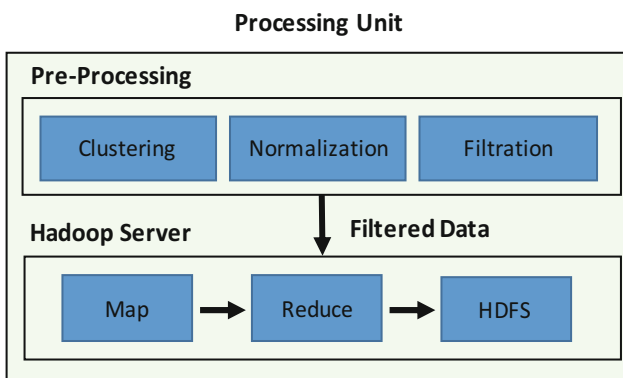 Processing Unit
Pre-Processing
Clustering
Normalization
Filtration
Filtered Data
Hadoop Server
Map
Reduce
HDFS